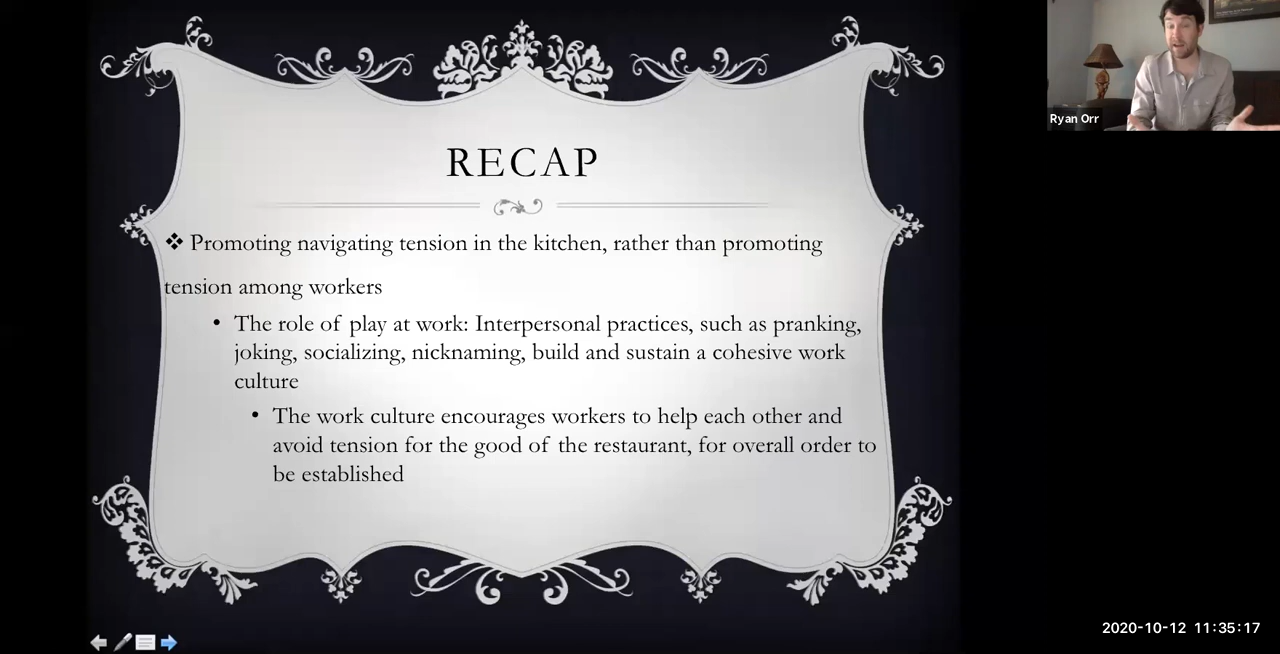 RECAP
❖ Promoting navigating tension in the kitchen, rather than promoting
tension among workers
• The role of play at work: Interpersonal practices, such as pranking,
joking, socializing, nicknaming, build and sustain a cohesive work
culture
• The work culture encourages workers to help each other and
avoid tension for the good of the restaurant, for overall order to
be established
Ryan Orr
2020-10-12 11:35:17